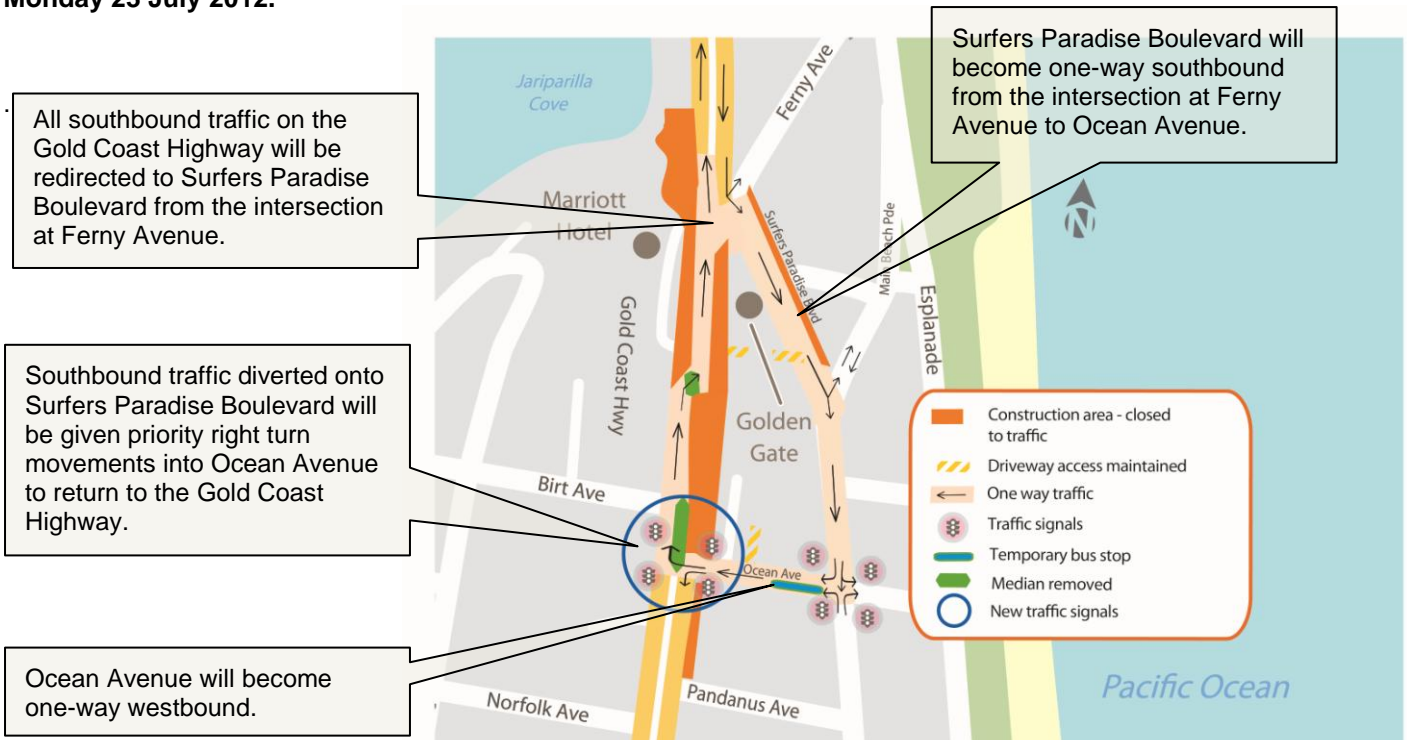 Monday 23 July 2012.
.
All southbound traffic on the
Gold Coast Highway will be
redirected to Surfers Paradise
Boulevard from the intersection
at Ferny Avenue.
Surfers Paradise Boulevard will
become one-way southbound
from the intersection at Ferny
Avenue to Ocean Avenue.
Southbound traffic diverted onto
Surfers Paradise Boulevard will
be given priority right turn
movements into Ocean Avenue
to return to the Gold Coast
Highway.
Ocean Avenue will become
one-way westbound.
Jariparilla
Cove
Ferny Ave
Marriott
Hotel
Surfers Paradise Blvd
Main Beach Pde
N
Esplanade
Gold Coast Hwy
Golden
Gate
Birt Ave
Ocean Ave
Norfolk Ave
Pandanus Ave
Pacific Ocean
Construction area - closed
to traffic
Driveway access maintained
One way traffic
Traffic signals
Temporary bus stop
Median removed
New traffic signals